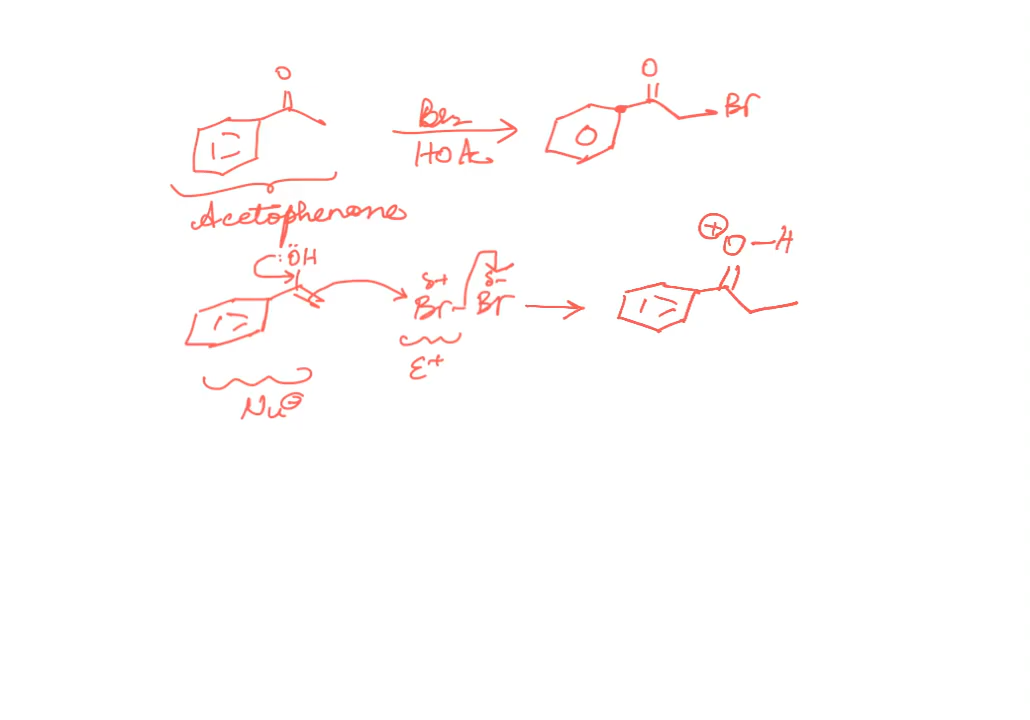 O
Br₂
HOAc
O
Br
Acetophenone
:ÖH
δ+ δ-
Br-Br
E+
Nu⊖
⊕
O-H